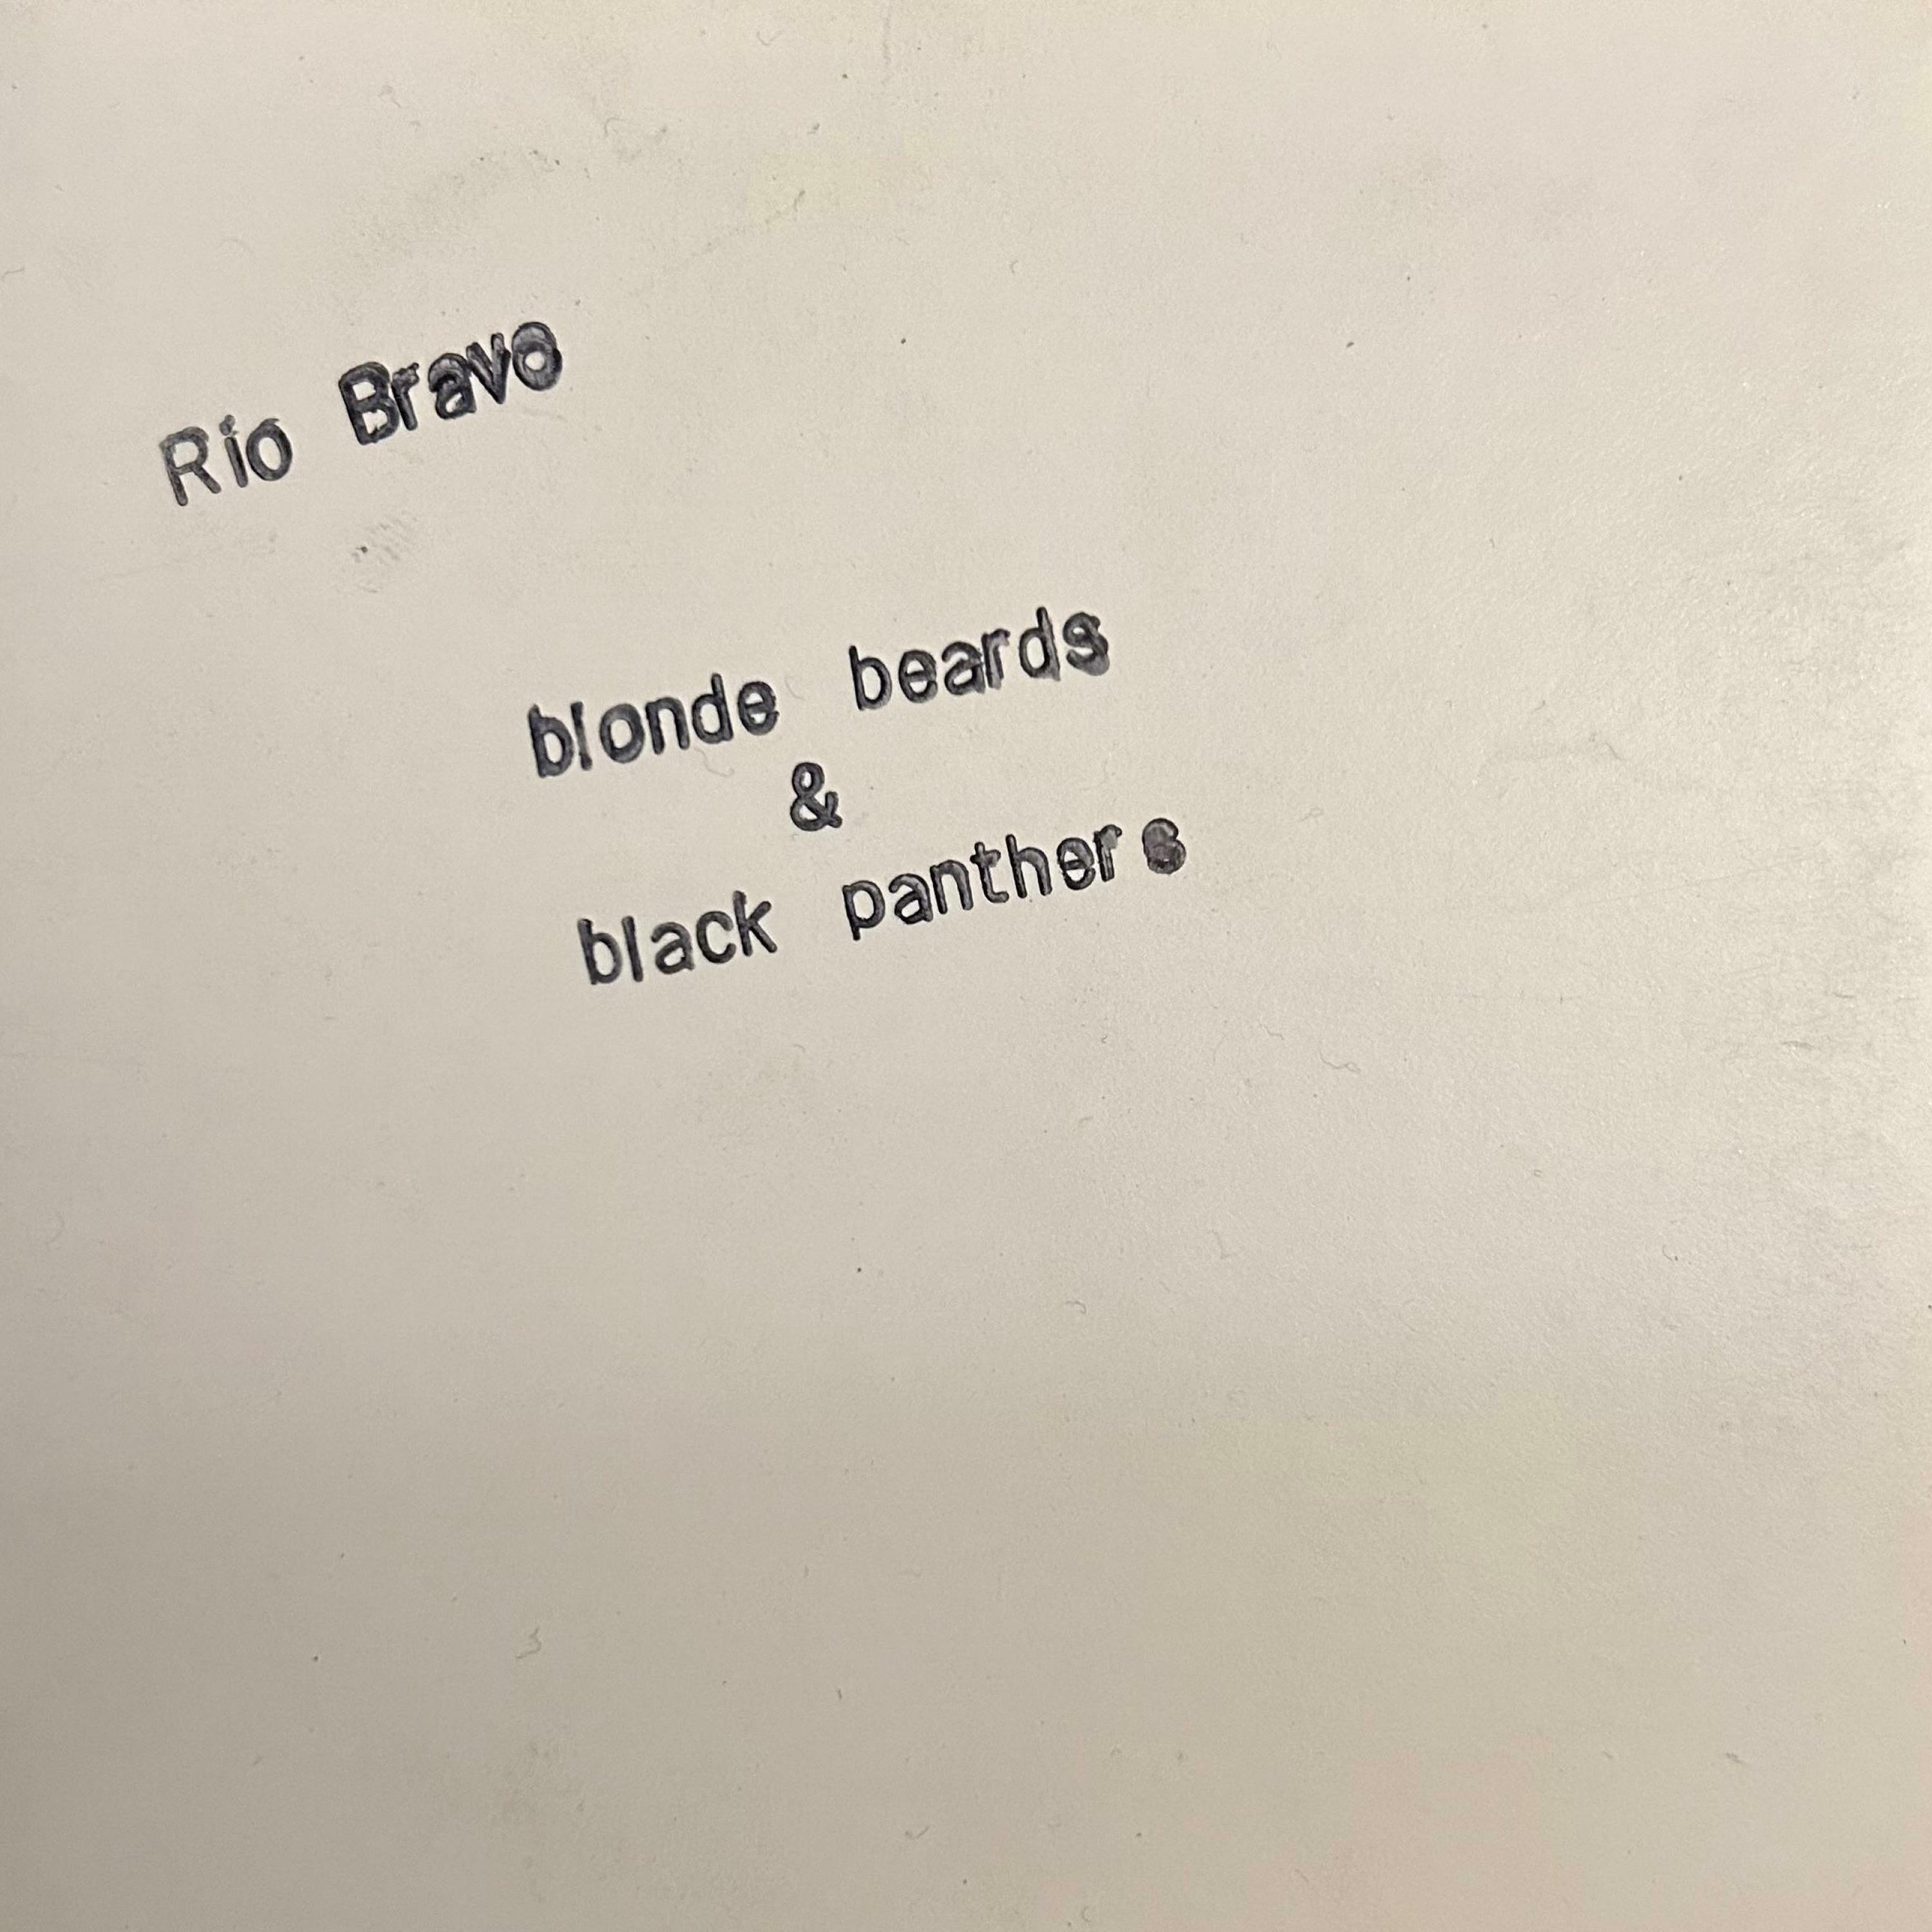 Rio Bravo
blonde beards
&
black panthers